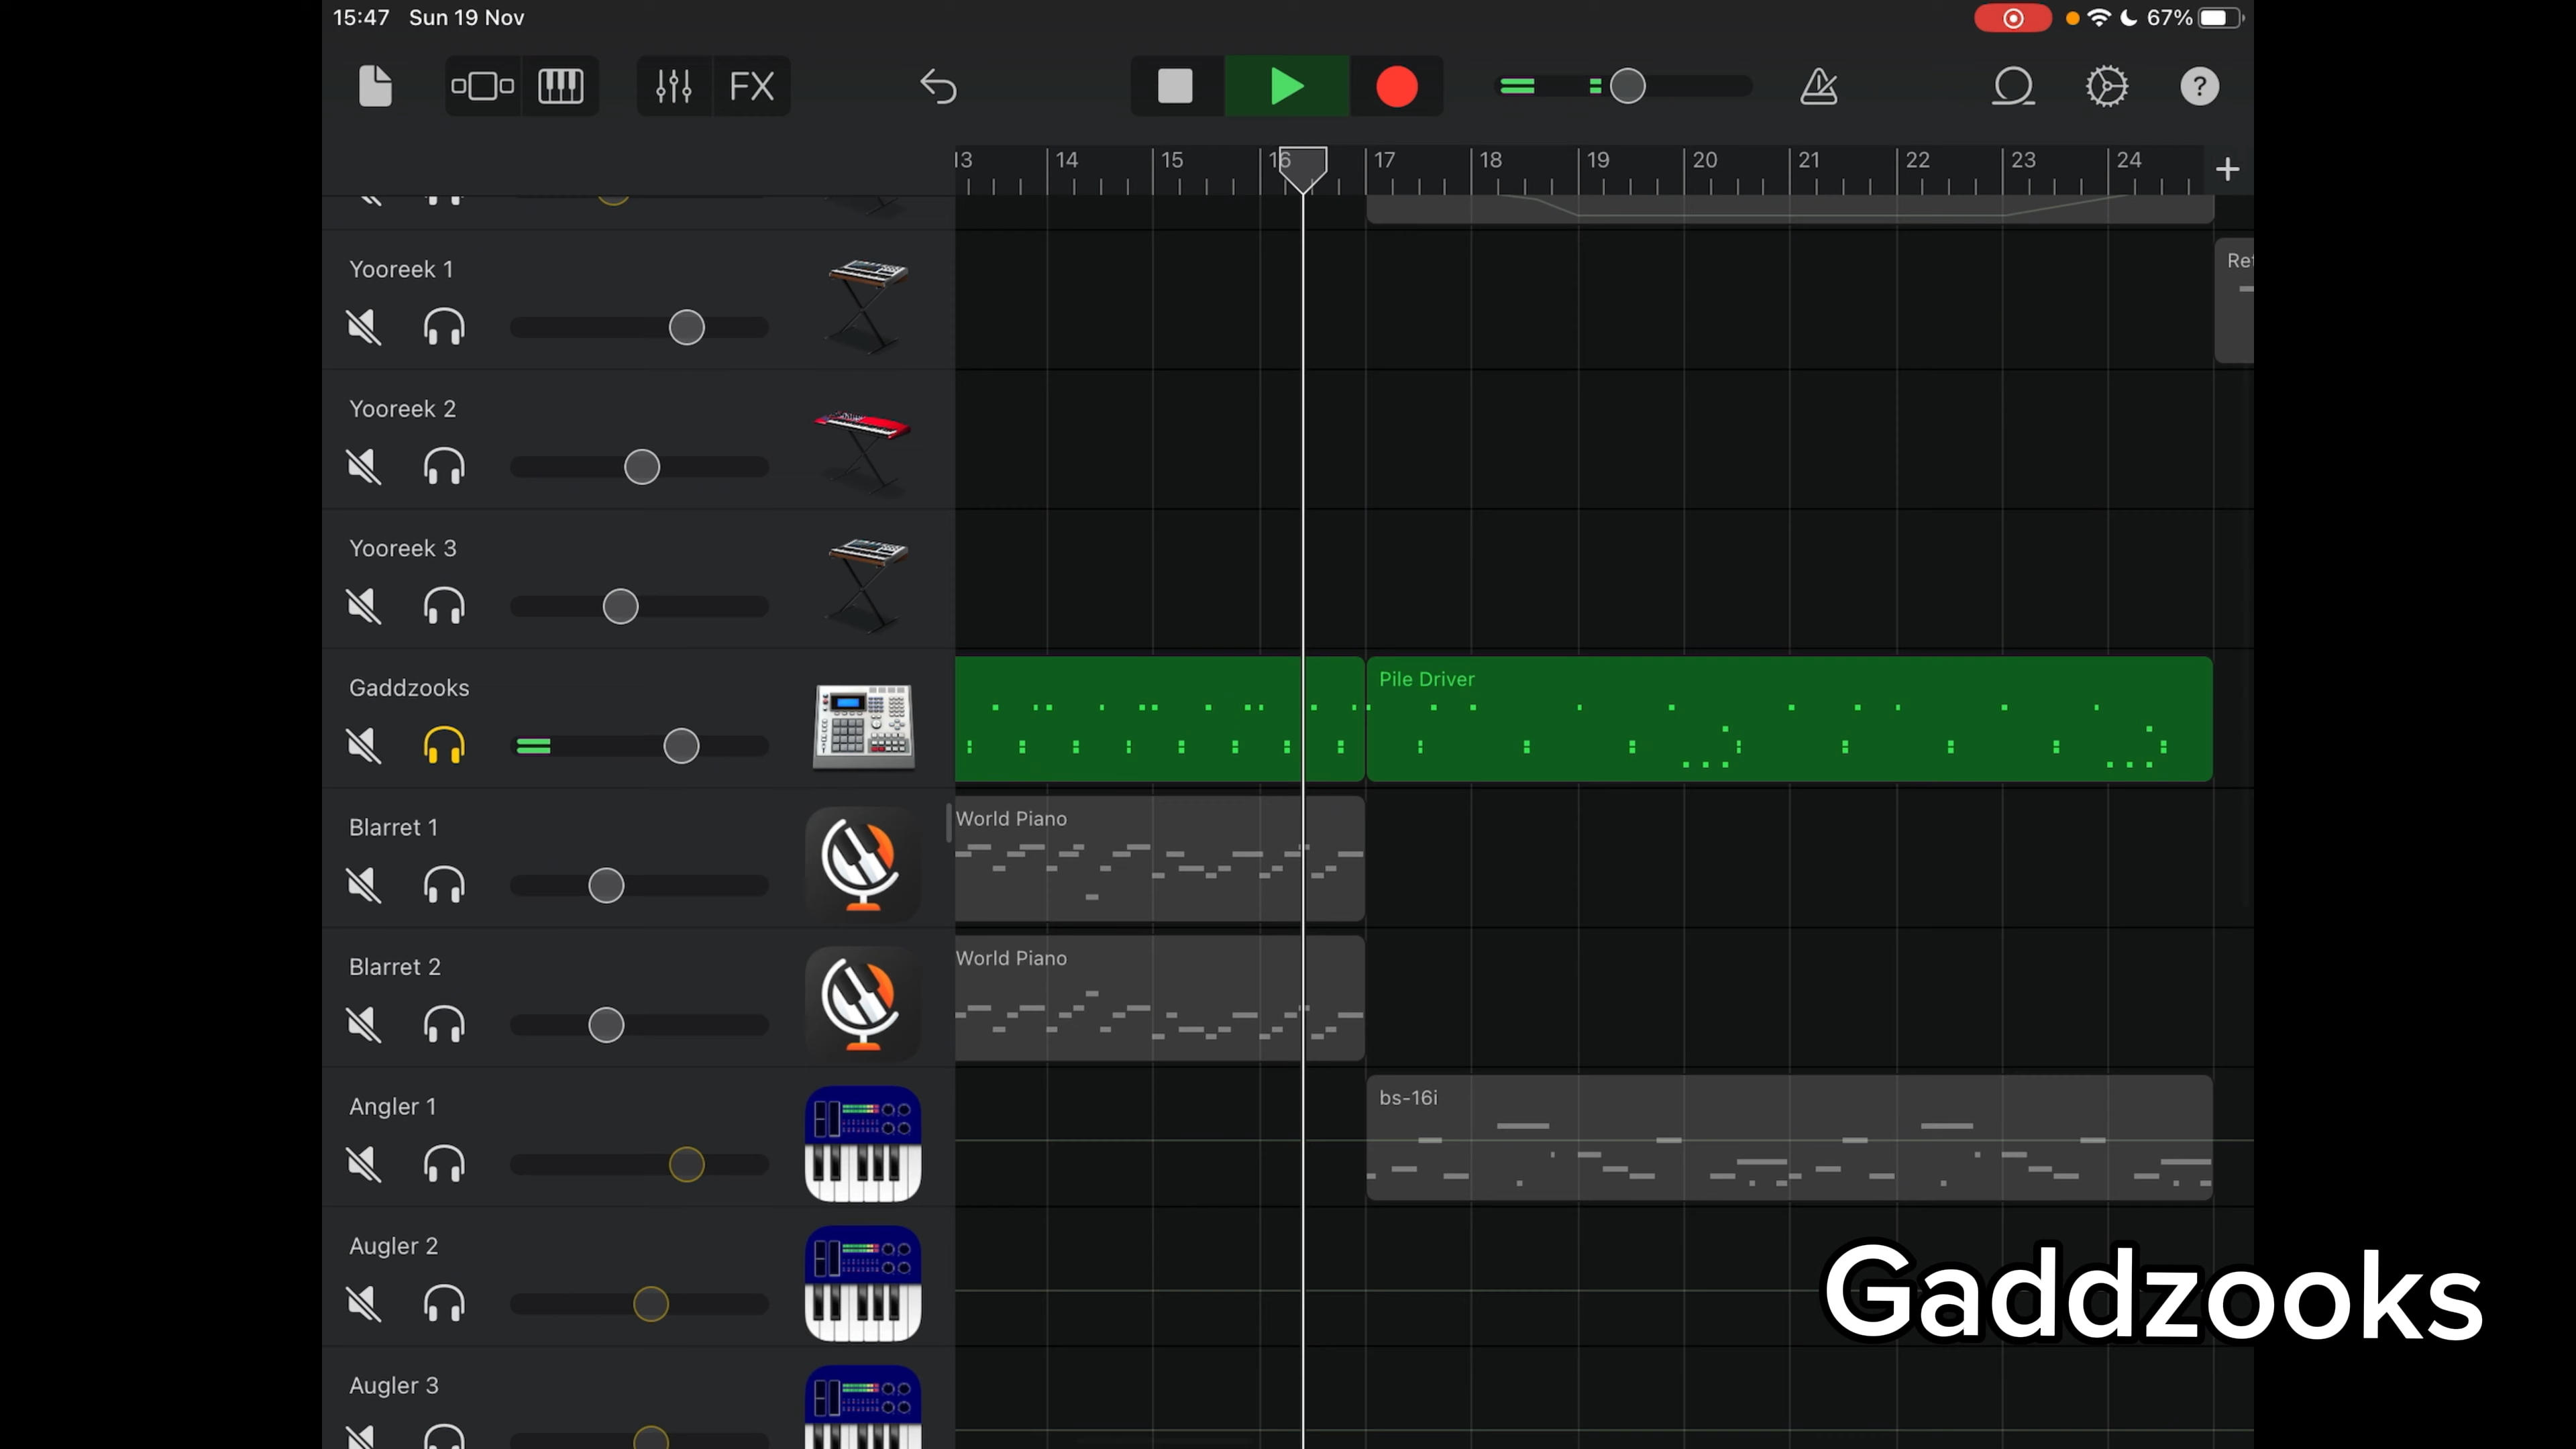 15:47 Sun 19 Nov 67%
FX ?
13 14 15 16 17 18 19 20 21 22 23 24 +
Yooreek 1
Ret
Yooreek 2
Yooreek 3
Gaddzooks
Pile Driver
Blarret 1
World Piano
Blarret 2
World Piano
Angler 1
bs-16i
Augler 2
Augler 3
Gaddzooks